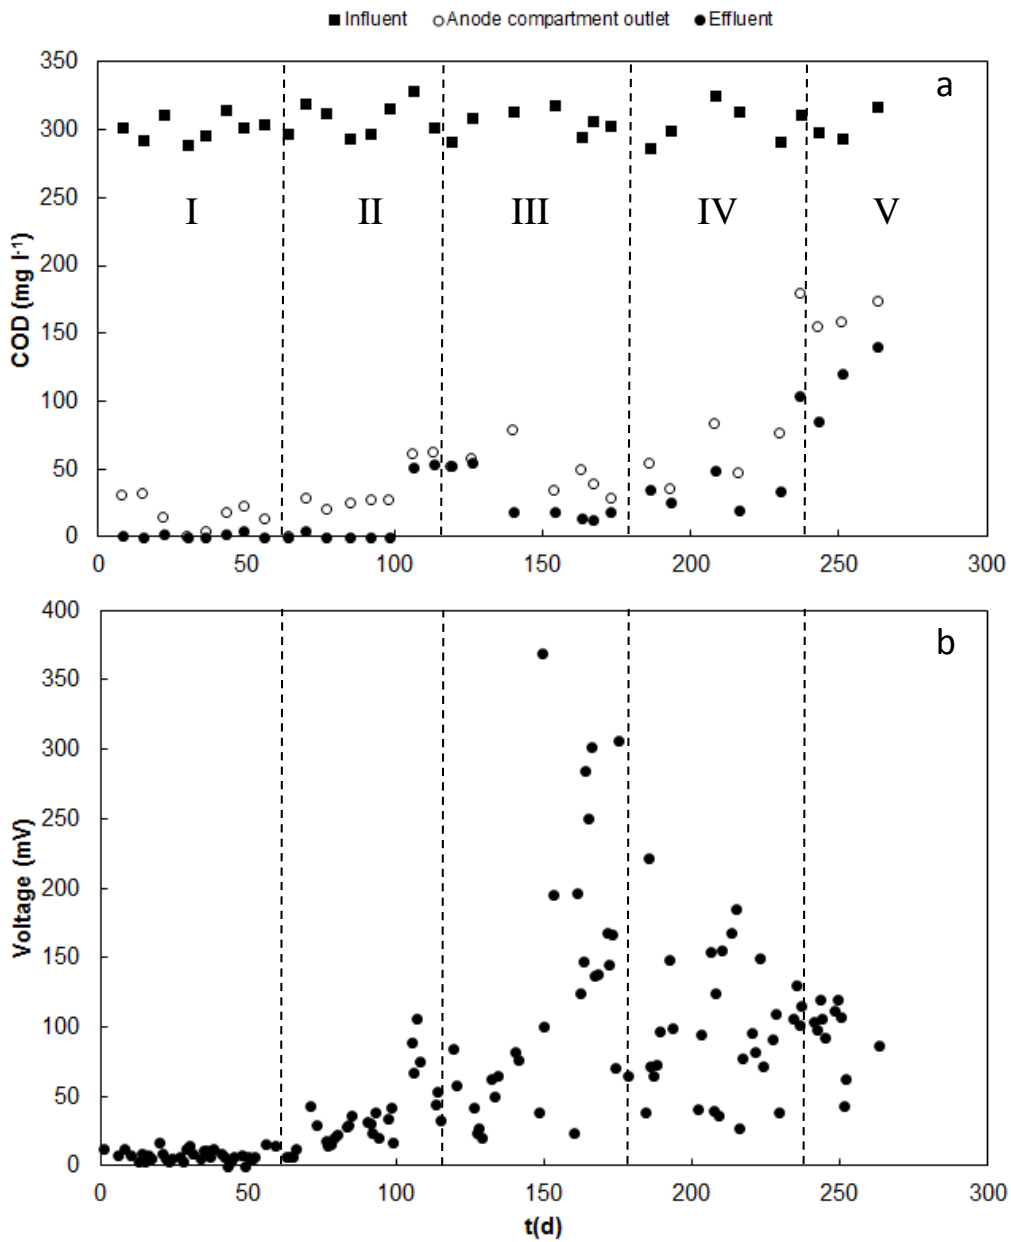 Influent Anode compartment outlet Effluent
a
350
300
250
200
150
100
50
0
COD (mg l-1)
I II III IV V
0 50 100 150 200 250 300
b
400
350
300
250
200
150
100
50
0
Voltage (mV)
0 50 100 150 200 250 300
t(d)